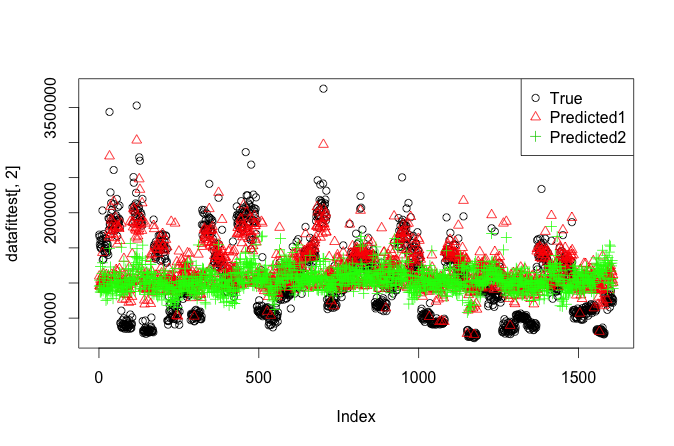 True
Predicted1
Predicted2
datafittest[, 2]
3500000
2000000
500000
0
500
1000
1500
Index